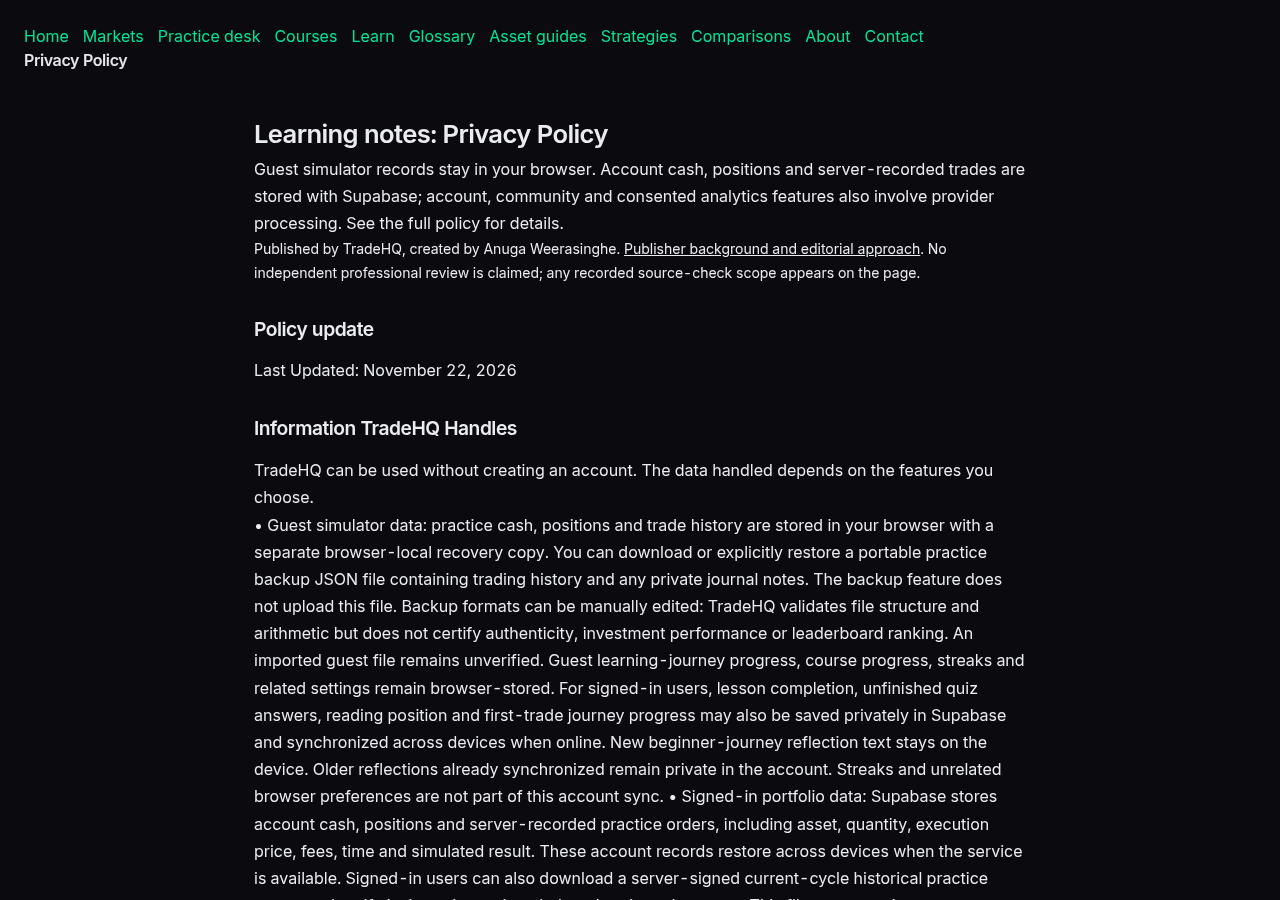 Home Markets Practice desk Courses Learn Glossary Asset guides Strategies Comparisons About Contact
Privacy Policy
Learning notes: Privacy Policy
Guest simulator records stay in your browser. Account cash, positions and server-recorded trades are
stored with Supabase; account, community and consented analytics features also involve provider
processing. See the full policy for details.
Published by TradeHQ, created by Anuga Weerasinghe. Publisher background and editorial approach. No
independent professional review is claimed; any recorded source-check scope appears on the page.
Policy update
Last Updated: November 22, 2026
Information TradeHQ Handles
TradeHQ can be used without creating an account. The data handled depends on the features you
choose.
• Guest simulator data: practice cash, positions and trade history are stored in your browser with a
separate browser-local recovery copy. You can download or explicitly restore a portable practice
backup JSON file containing trading history and any private journal notes. The backup feature does
not upload this file. Backup formats can be manually edited: TradeHQ validates file structure and
arithmetic but does not certify authenticity, investment performance or leaderboard ranking. An
imported guest file remains unverified. Guest learning-journey progress, course progress, streaks and
related settings remain browser-stored. For signed-in users, lesson completion, unfinished quiz
answers, reading position and first-trade journey progress may also be saved privately in Supabase
and synchronized across devices when online. New beginner-journey reflection text stays on the
device. Older reflections already synchronized remain private in the account. Streaks and unrelated
browser preferences are not part of this account sync. • Signed-in portfolio data: Supabase stores
account cash, positions and server-recorded practice orders, including asset, quantity, execution
price, fees, time and simulated result. These account records restore across devices when the service
is available. Signed-in users can also download a server-signed current-cycle historical practice